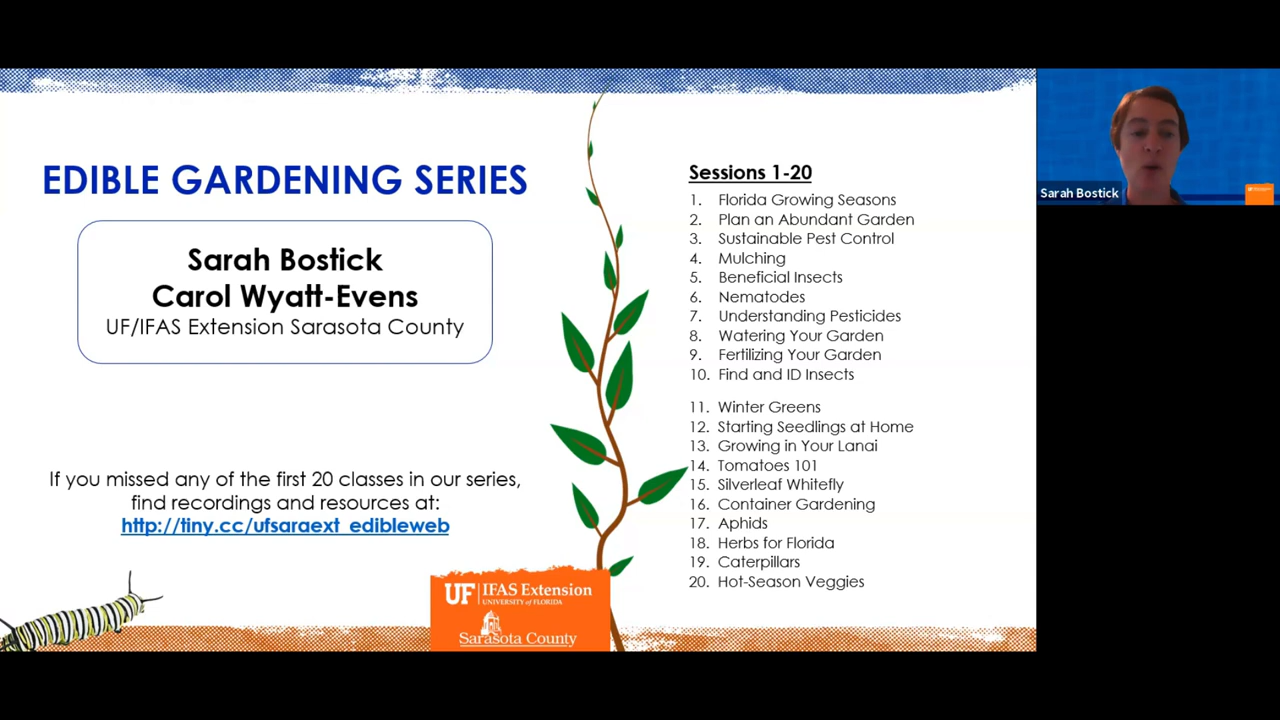 EDIBLE GARDENING SERIES
Sarah Bostick
Carol Wyatt-Evens
UF/IFAS Extension Sarasota County
If you missed any of the first 20 classes in our series,
find recordings and resources at:
http://tiny.cc/ufsaraext_edibleweb
UF IFAS Extension
UNIVERSITY of FLORIDA
Sarasota County
Sessions 1-20
1. Florida Growing Seasons
2. Plan an Abundant Garden
3. Sustainable Pest Control
4. Mulching
5. Beneficial Insects
6. Nematodes
7. Understanding Pesticides
8. Watering Your Garden
9. Fertilizing Your Garden
10. Find and ID Insects
11. Winter Greens
12. Starting Seedlings at Home
13. Growing in Your Lanai
14. Tomatoes 101
15. Silverleaf Whitefly
16. Container Gardening
17. Aphids
18. Herbs for Florida
19. Caterpillars
20. Hot-Season Veggies
Sarah Bostick